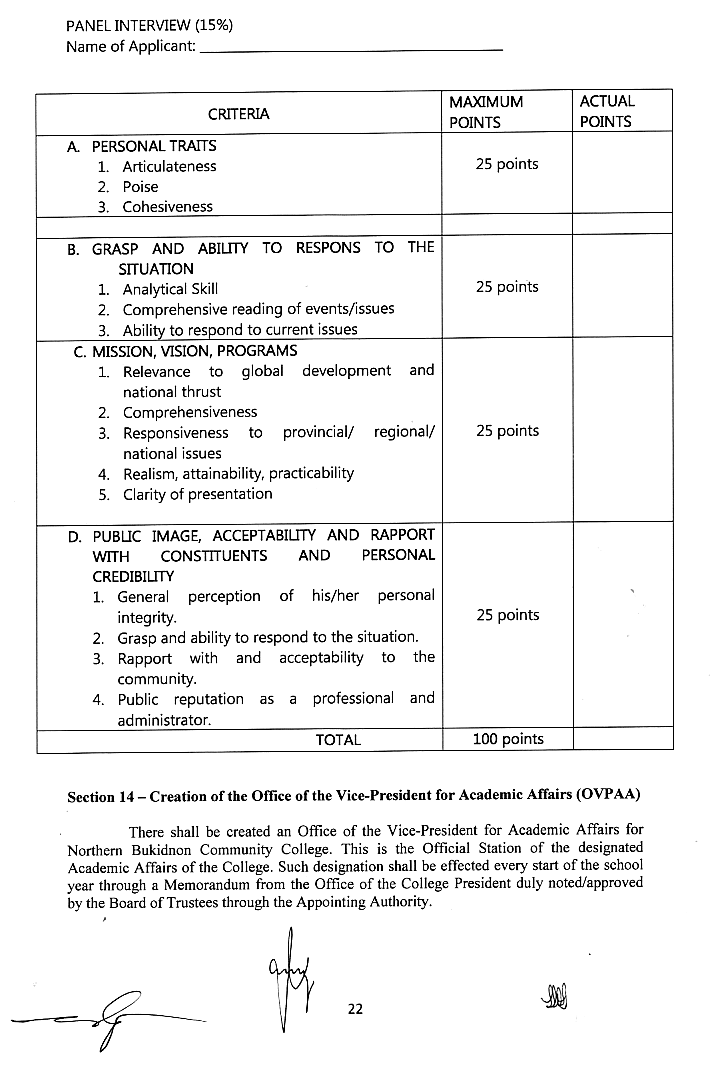 PANEL INTERVIEW (15%)
Name of Applicant: ___________________________
CRITERIA
MAXIMUM
POINTS
ACTUAL
POINTS
A. PERSONAL TRAITS
1. Articulateness
2. Poise
3. Cohesiveness
25 points
B. GRASP AND ABILITY TO RESPONS TO THE
SITUATION
1. Analytical Skill
2. Comprehensive reading of events/issues
3. Ability to respond to current issues
25 points
C. MISSION, VISION, PROGRAMS
1. Relevance to global development and
national thrust
2. Comprehensiveness
3. Responsiveness to provincial/ regional/
national issues
4. Realism, attainability, practicability
5. Clarity of presentation
25 points
D. PUBLIC IMAGE, ACCEPTABILITY AND RAPPORT
WITH CONSTITUENTS AND PERSONAL
CREDIBILITY
1. General perception of his/her personal
integrity.
2. Grasp and ability to respond to the situation.
3. Rapport with and acceptability to the
community.
4. Public reputation as a professional and
administrator.
25 points
TOTAL
100 points
Section 14 – Creation of the Office of the Vice-President for Academic Affairs (OVPAA)
There shall be created an Office of the Vice-President for Academic Affairs for
Northern Bukidnon Community College. This is the Official Station of the designated
Academic Affairs of the College. Such designation shall be effected every start of the school
year through a Memorandum from the Office of the College President duly noted/approved
by the Board of Trustees through the Appointing Authority.
22